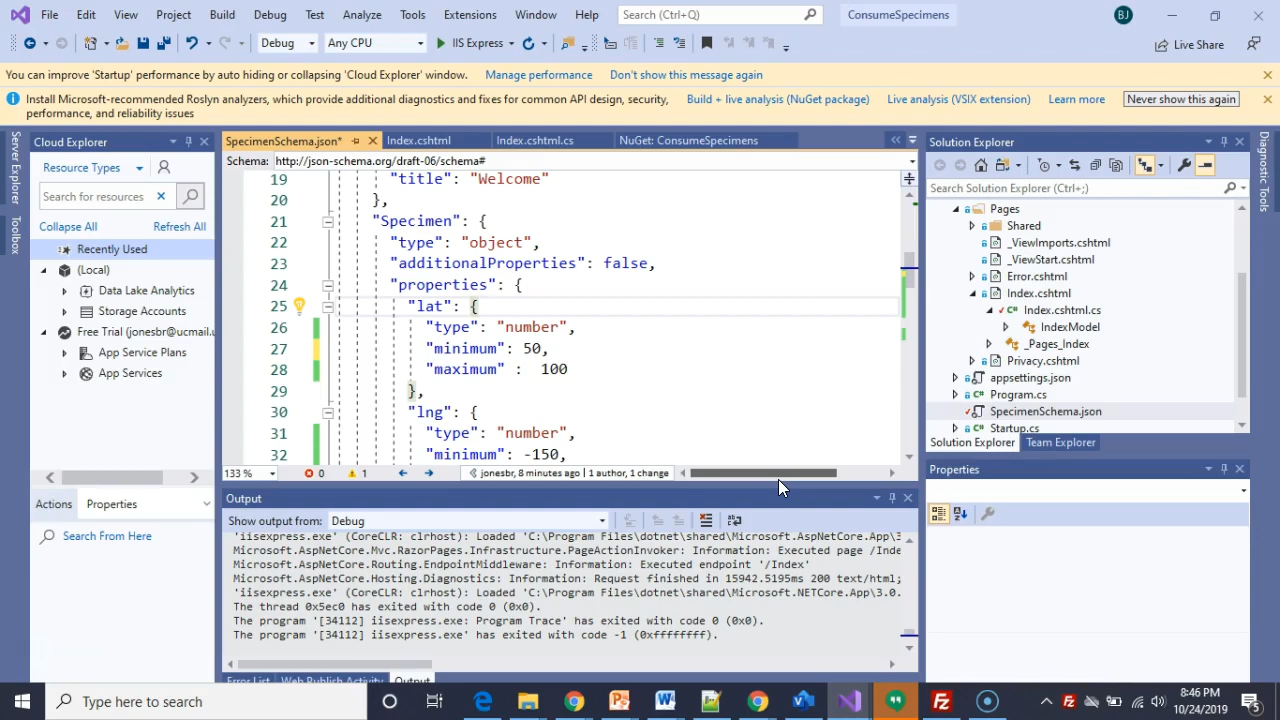 File Edit View Project Build Debug Test Analyze Tools Extensions Window Help Search (Ctrl+Q) ConsumeSpecimens BJ
Debug Any CPU IIS Express Live Share
You can improve 'Startup' performance by auto hiding or collapsing 'Cloud Explorer' window. Manage performance Don't show this message again
Install Microsoft-recommended Roslyn analyzers, which provide additional diagnostics and fixes for common API design, security, performance, and reliability issues Build + live analysis (NuGet package) Live analysis (VSIX extension) Learn more Never show this again
Server Explorer
Toolbox
Cloud Explorer
Resource Types
Search for resources
Collapse All Refresh All
Recently Used
(Local)
Data Lake Analytics
Storage Accounts
Free Trial (jonesbr@ucmail.u
App Service Plans
App Services
Actions Properties
Search From Here
SpecimenSchema.json* Index.cshtml Index.cshtml.cs NuGet: ConsumeSpecimens
Schema: http://json-schema.org/draft-06/schema#
19 "title": "Welcome"
20 },
21 "Specimen": {
22 "type": "object",
23 "additionalProperties": false,
24 "properties": {
25 "lat": {
26 "type": "number",
27 "minimum": 50,
28 "maximum" : 100
29 },
30 "lng": {
31 "type": "number",
32 "minimum": -150,
133 % 0 1 jonesbr, 8 minutes ago | 1 author, 1 change
Output
Show output from: Debug
'iisexpress.exe' (CoreCLR: clrhost): Loaded 'C:\Program Files\dotnet\shared\Microsoft.AspNetCore.App\3
Microsoft.AspNetCore.Mvc.RazorPages.Infrastructure.PageActionInvoker: Information: Executed page /Inde
Microsoft.AspNetCore.Routing.EndpointMiddleware: Information: Executed endpoint '/Index'
Microsoft.AspNetCore.Hosting.Diagnostics: Information: Request finished in 15942.5195ms 200 text/html;
'iisexpress.exe' (CoreCLR: clrhost): Loaded 'C:\Program Files\dotnet\shared\Microsoft.NETCore.App\3.0.
The thread 0x5ec0 has exited with code 0 (0x0).
The program '[34112] iisexpress.exe: Program Trace' has exited with code 0 (0x0).
The program '[34112] iisexpress.exe' has exited with code -1 (0xffffffff).
Error List Web Publish Activity Output
Solution Explorer
Search Solution Explorer (Ctrl+;)
Pages
Shared
_ViewImports.cshtml
_ViewStart.cshtml
Error.cshtml
Index.cshtml
Index.cshtml.cs
IndexModel
_Pages_Index
Privacy.cshtml
appsettings.json
Program.cs
SpecimenSchema.json
Startup.cs
Solution Explorer Team Explorer
Properties
Diagnostic Tools
Type here to search
8:46 PM
10/24/2019
5